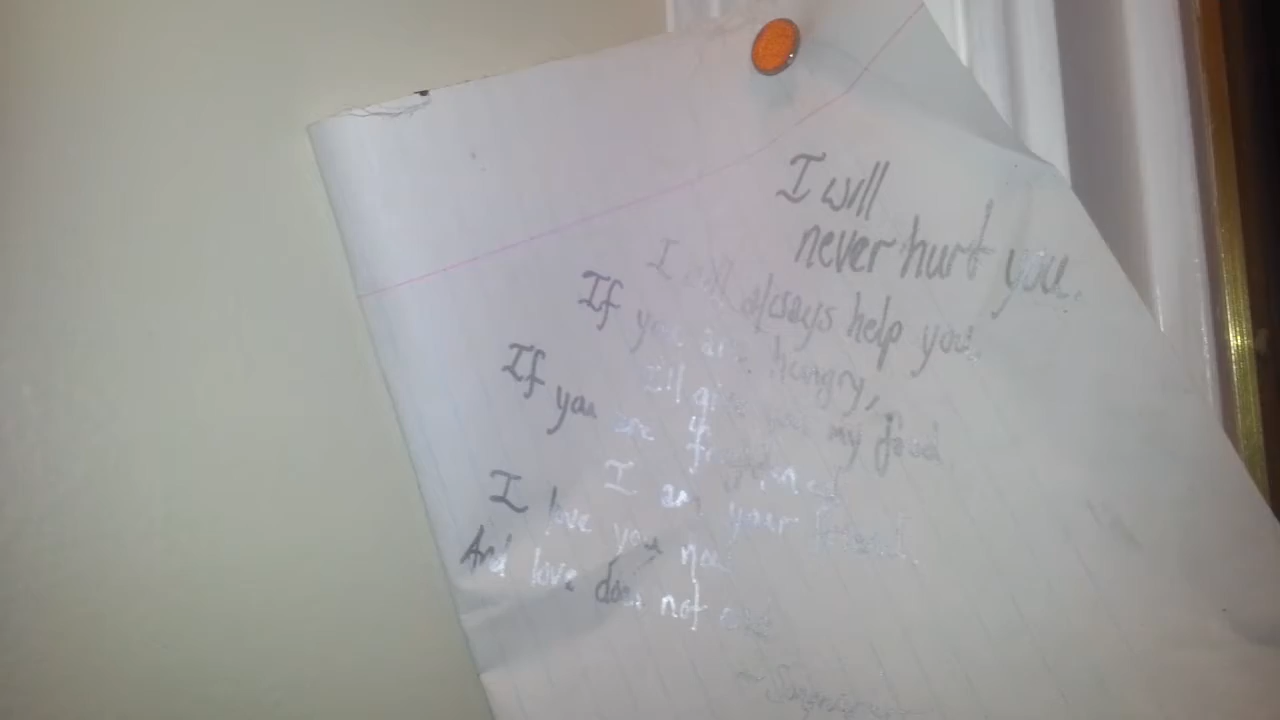 I will
never hurt you.
I will always help you.
If you are hungry,
I'll give you my food
If you are frightened
I am your friend
I love you now
And love does not end